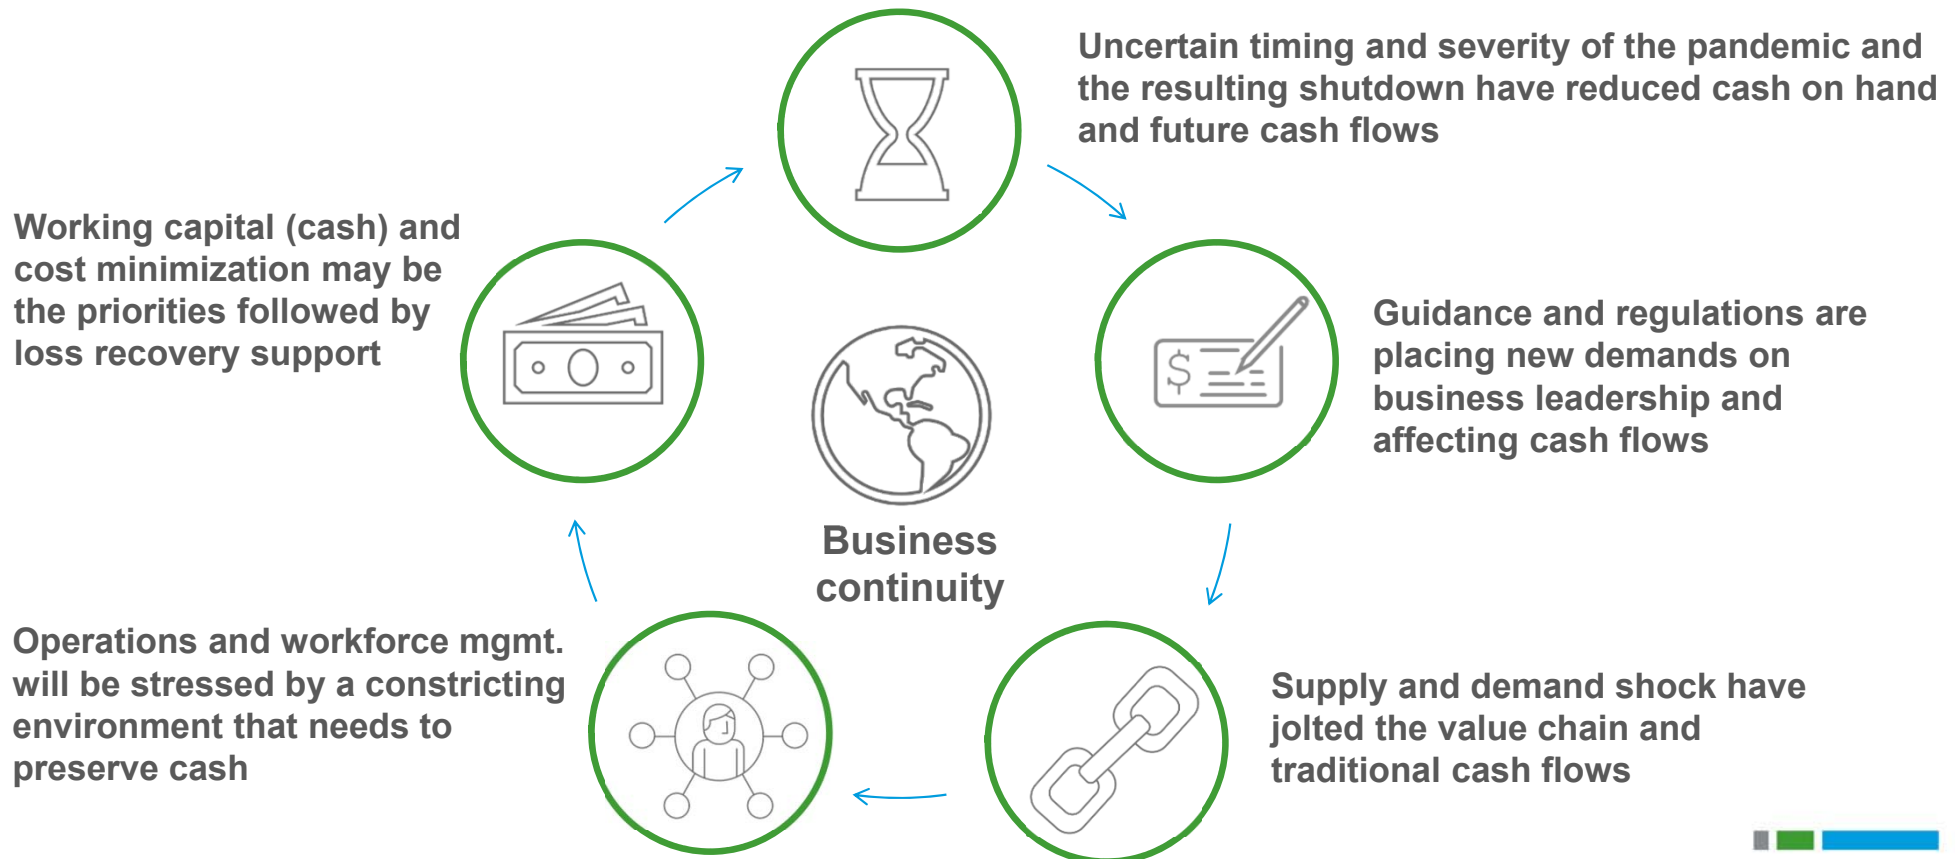 Uncertain timing and severity of the pandemic and
the resulting shutdown have reduced cash on hand
and future cash flows
Guidance and regulations are
placing new demands on
business leadership and
affecting cash flows
Supply and demand shock have
jolted the value chain and
traditional cash flows
Operations and workforce mgmt.
will be stressed by a constricting
environment that needs to
preserve cash
Working capital (cash) and
cost minimization may be
the priorities followed by
loss recovery support
$
Business
continuity